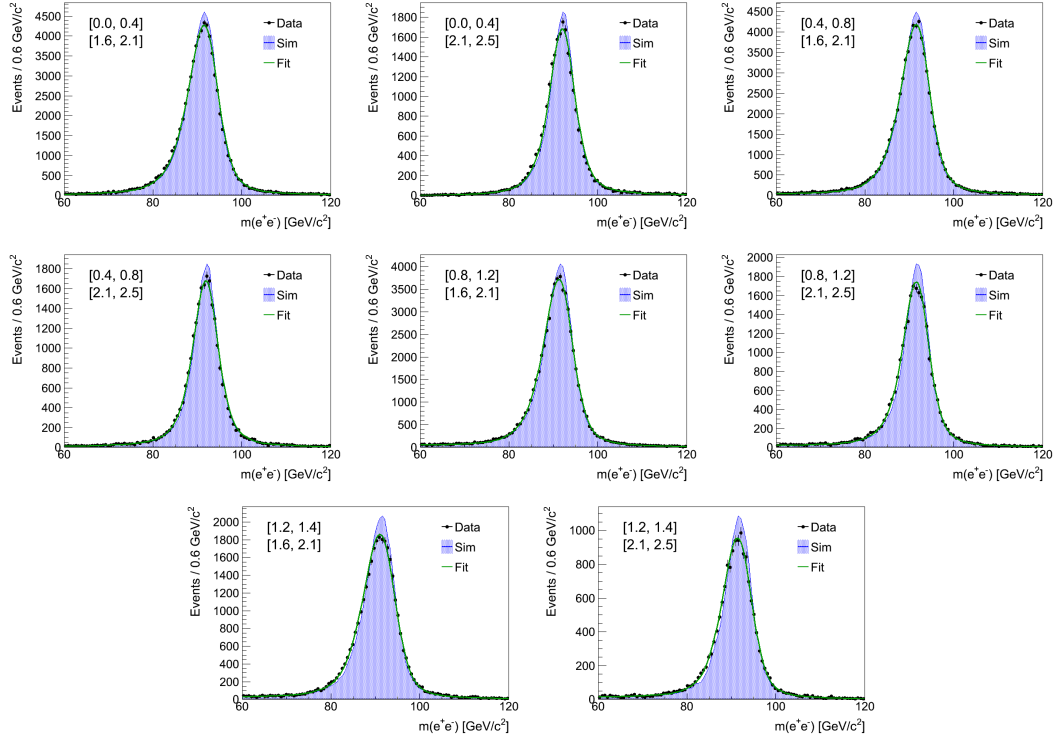 Events / 0.6 GeV/c²
4500
4000
3500
3000
2500
2000
1500
1000
500
0
[0.0, 0.4]
[1.6, 2.1]
Data
Sim
Fit
60 80 100 120
m(e⁺e⁻) [GeV/c²]
Events / 0.6 GeV/c²
1800
1600
1400
1200
1000
800
600
400
200
0
[0.0, 0.4]
[2.1, 2.5]
Data
Sim
Fit
60 80 100 120
m(e⁺e⁻) [GeV/c²]
Events / 0.6 GeV/c²
4500
4000
3500
3000
2500
2000
1500
1000
500
0
[0.4, 0.8]
[1.6, 2.1]
Data
Sim
Fit
60 80 100 120
m(e⁺e⁻) [GeV/c²]
Events / 0.6 GeV/c²
1800
1600
1400
1200
1000
800
600
400
200
0
[0.4, 0.8]
[2.1, 2.5]
Data
Sim
Fit
60 80 100 120
m(e⁺e⁻) [GeV/c²]
Events / 0.6 GeV/c²
4000
3500
3000
2500
2000
1500
1000
500
0
[0.8, 1.2]
[1.6, 2.1]
Data
Sim
Fit
60 80 100 120
m(e⁺e⁻) [GeV/c²]
Events / 0.6 GeV/c²
2000
1800
1600
1400
1200
1000
800
600
400
200
0
[0.8, 1.2]
[2.1, 2.5]
Data
Sim
Fit
60 80 100 120
m(e⁺e⁻) [GeV/c²]
Events / 0.6 GeV/c²
2000
1800
1600
1400
1200
1000
800
600
400
200
0
[1.2, 1.4]
[1.6, 2.1]
Data
Sim
Fit
60 80 100 120
m(e⁺e⁻) [GeV/c²]
Events / 0.6 GeV/c²
1000
800
600
400
200
0
[1.2, 1.4]
[2.1, 2.5]
Data
Sim
Fit
60 80 100 120
m(e⁺e⁻) [GeV/c²]